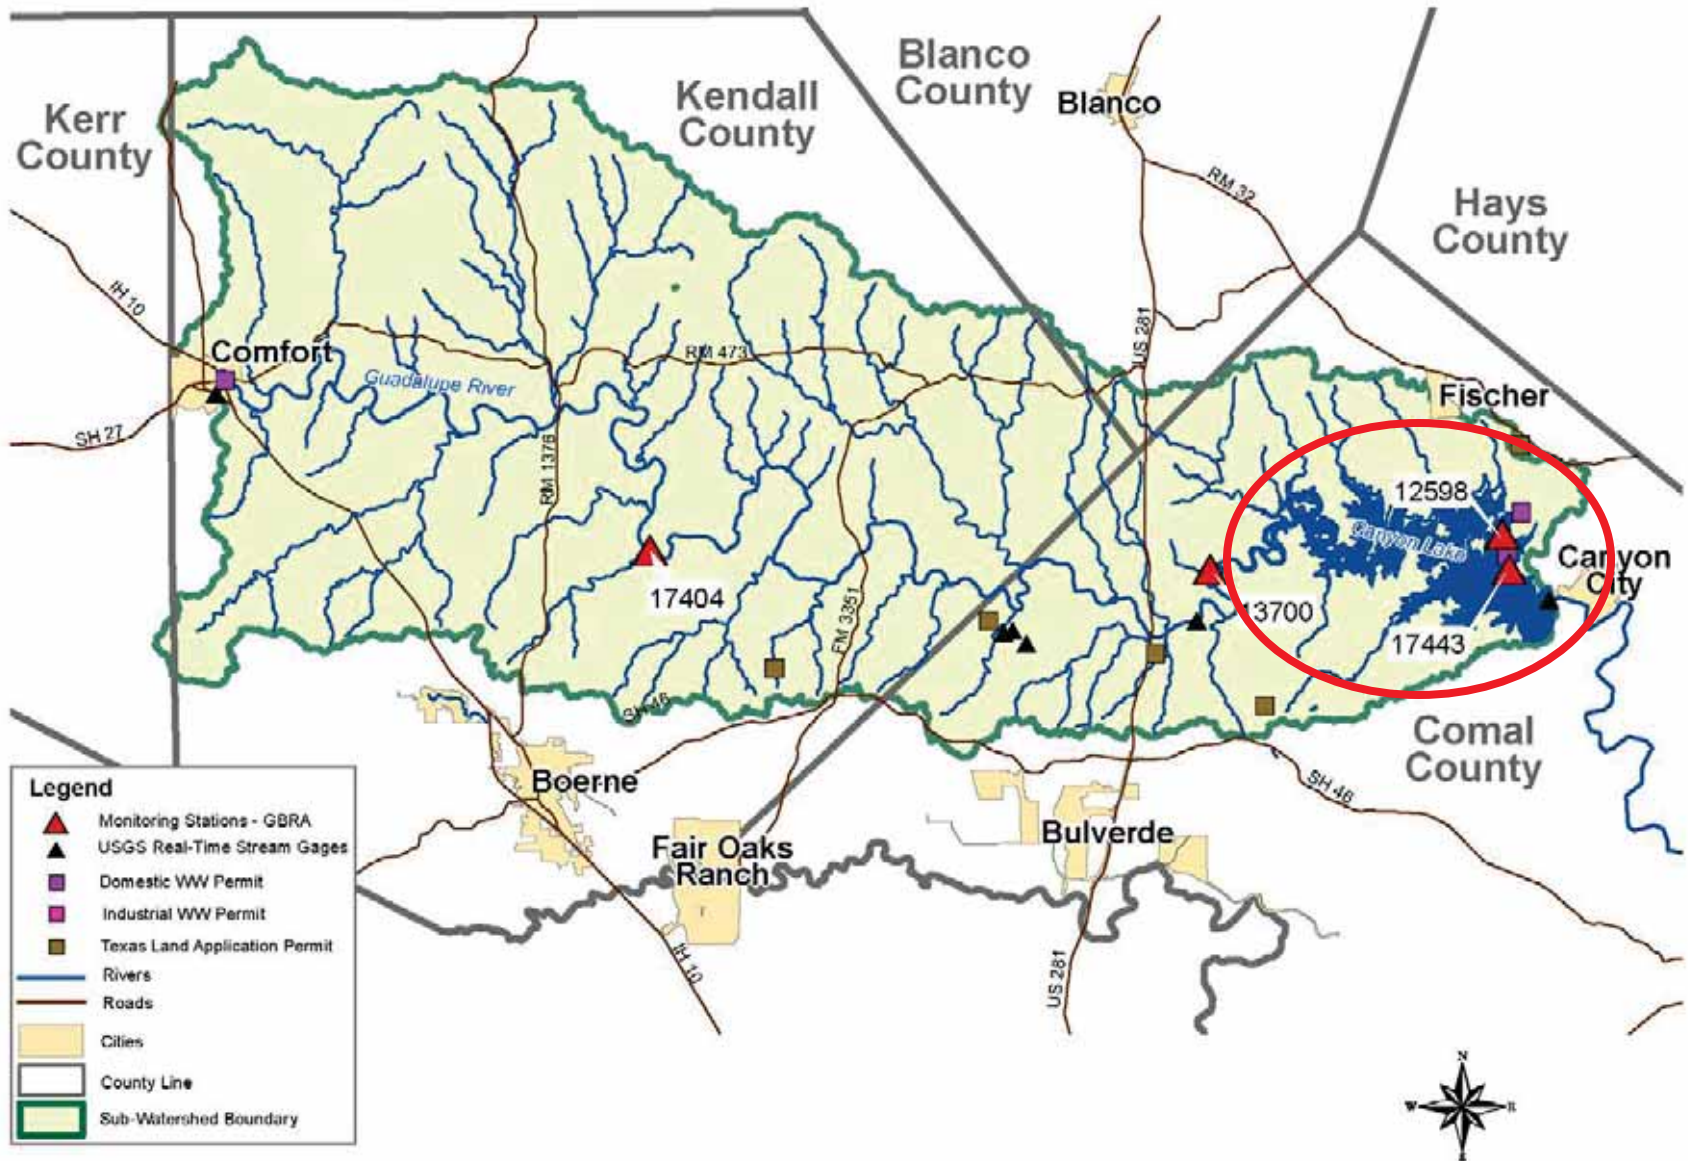 Blanco
County
Kendall
County
Kerr
County
Blanco
RM 32
Hays
County
IH 10
US 281
Comfort
RM 473
Guadalupe River
Fischer
SH 27
RM 1376
12598
Canyon Lake
Canyon
City
17404
13700
FM 3351
17443
SH 46
Comal
County
Boerne
SH 46
Bulverde
Fair Oaks
Ranch
IH 10
US 281
Legend
Monitoring Stations - GBRA
USGS Real-Time Stream Gages
Domestic WW Permit
Industrial WW Permit
Texas Land Application Permit
Rivers
Roads
Cities
County Line
Sub-Watershed Boundary
N
W